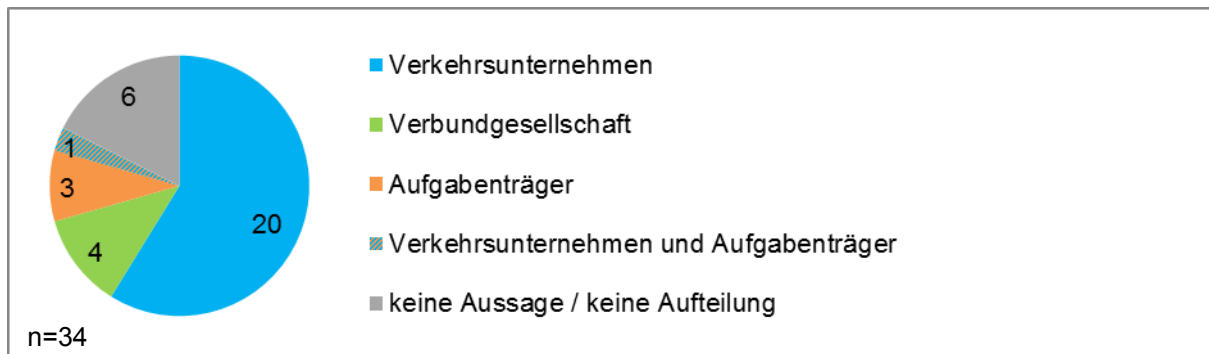 6
1
3
4
20
Verkehrsunternehmen
Verbundgesellschaft
Aufgabenträger
Verkehrsunternehmen und Aufgabenträger
keine Aussage / keine Aufteilung
n=34